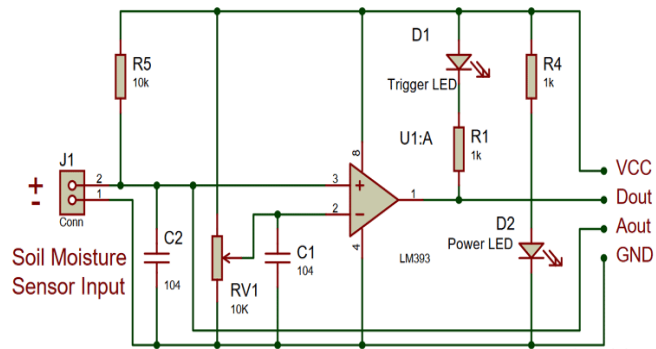 R5
10k
D1
Trigger LED
R4
1k
U1:A
R1
1k
J1
+
-
2
1
Conn
8
3
+
2
−
1
4
LM393
VCC
Dout
Aout
GND
D2
Power LED
C2
104
C1
104
RV1
10K
Soil Moisture
Sensor Input